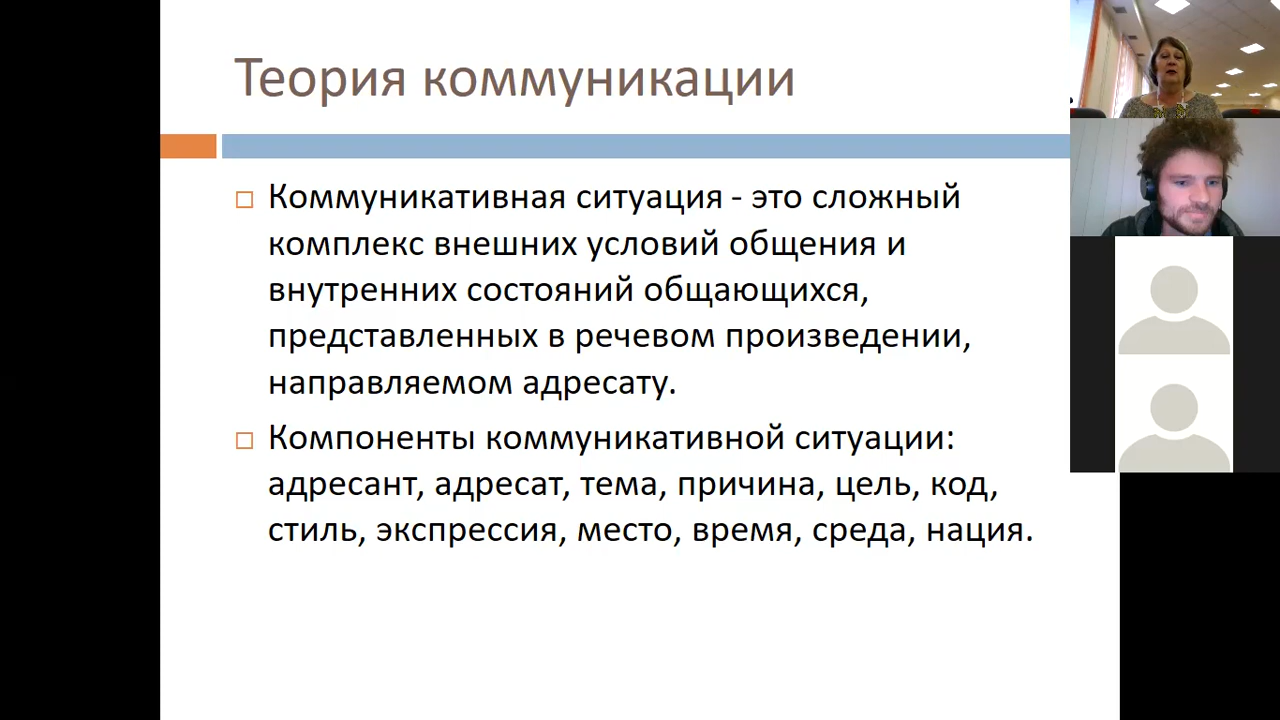 Теория коммуникации
Коммуникативная ситуация - это сложный
комплекс внешних условий общения и
внутренних состояний общающихся,
представленных в речевом произведении,
направляемом адресату.
Компоненты коммуникативной ситуации:
адресант, адресат, тема, причина, цель, код,
стиль, экспрессия, место, время, среда, нация.